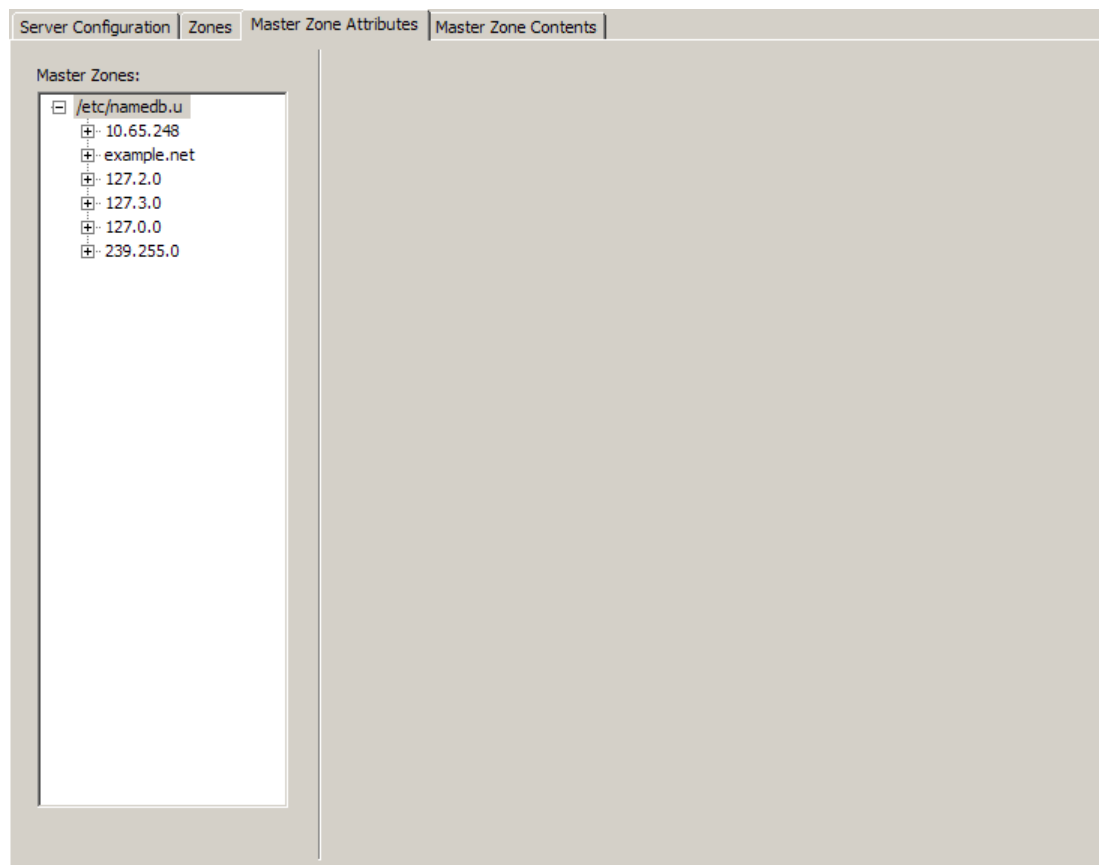 Server Configuration Zones Master Zone Attributes Master Zone Contents
Master Zones:
/etc/namedb.u
10.65.248
example.net
127.2.0
127.3.0
127.0.0
239.255.0